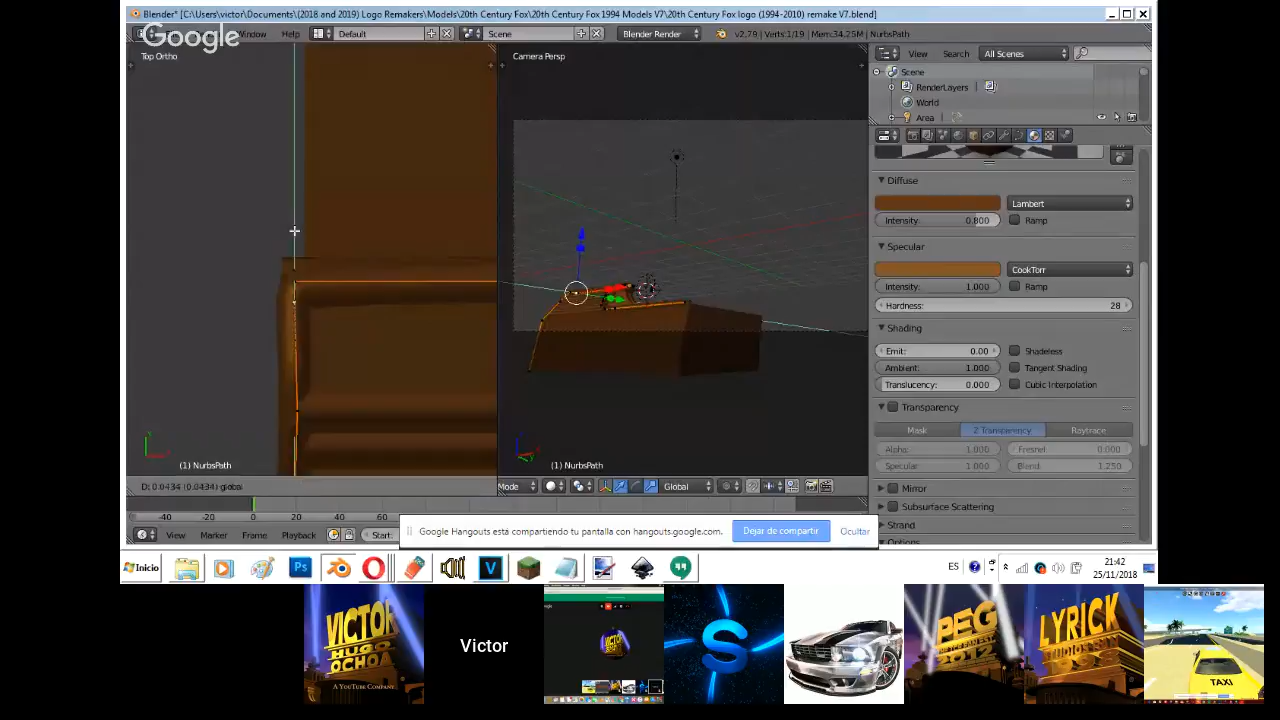 Blender* [C:\Users\victor\Documents\(2018 and 2019) Logo Remakers\Models\20th Century Fox\20th Century Fox 1994 Models V7\20th Century Fox logo (1994-2010) remake V7.blend]
Google
Window
Default
Scene
Blender Render
v2.79 | Verts:1/19 | Mem:34.25M | NurbsPath
Top Ortho
Camera Persp
View
Search
All Scenes
Scene
RenderLayers
World
Area
Diffuse
Lambert
Intensity: 0.800
Ramp
Specular
CookTorr
Intensity: 1.000
Ramp
Hardness: 28
Shading
Emit: 0.00
Shadeless
Ambient: 1.000
Tangent Shading
Translucency: 0.000
Cubic Interpolation
Transparency
Mask
Z Transparency
Raytrace
Alpha: 1.000
Fresnel 0.000
Specular 1.000
Blend: 1.250
Mirror
Subsurface Scattering
Strand
Options
(1) NurbsPath
(1) NurbsPath
D: 0.0434 (0.0434) global
Mode
Global
-40
-20
0
20
40
60
View
Marker
Frame
Playback
Start:
Google Hangouts está compartiendo tu pantalla con hangouts.google.com.
Dejar de compartir
Ocultar
Inicio
Ps
V
ES
21:42
25/11/2018
VICTOR
HUGO
OCHOA
A YOUTUBE COMPANY
Victor
S
PEG
2012
LYRICK
STUDIOS
TAXI